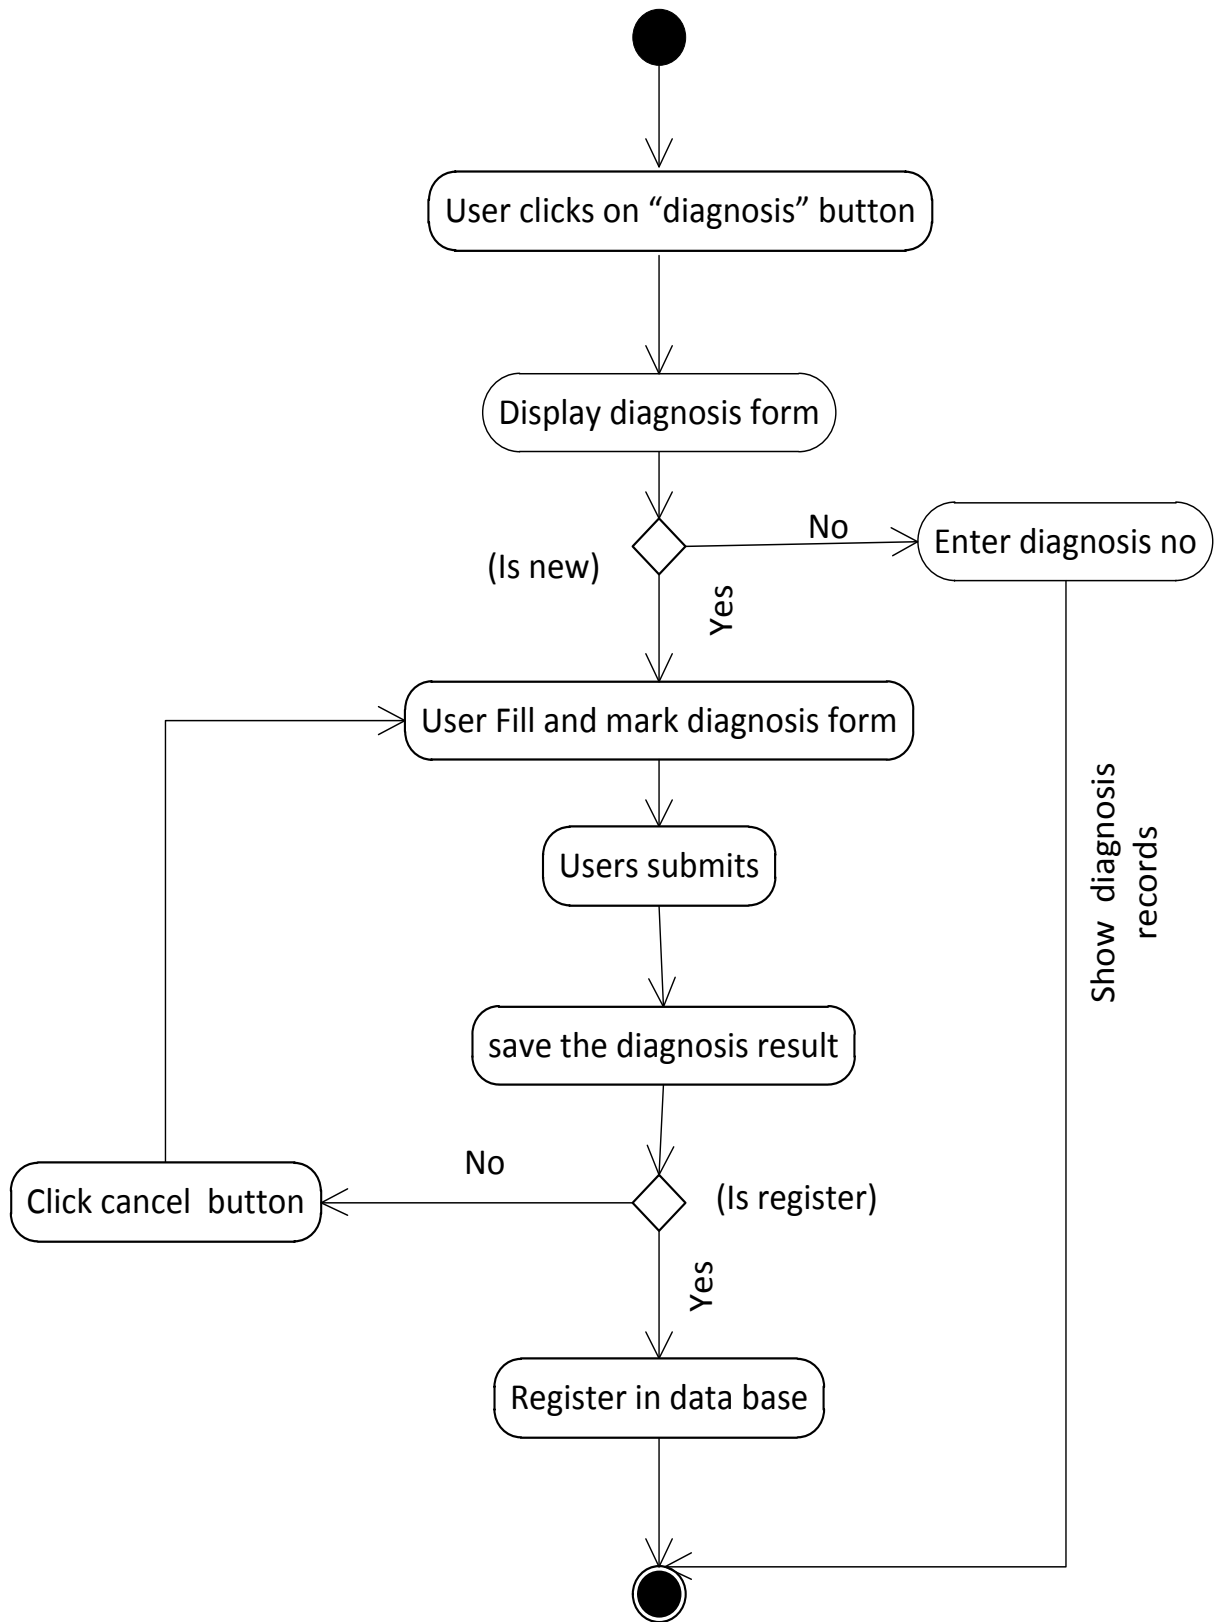 User clicks on “diagnosis” button
Display diagnosis form
No
Enter diagnosis no
(Is new)
Yes
User Fill and mark diagnosis form
Users submits
Show  diagnosis
records
save the diagnosis result
No
(Is register)
Click cancel  button
Yes
Register in data base